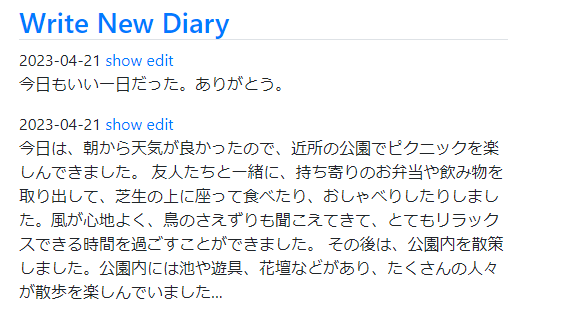 Write New Diary
2023-04-21 show edit
今日もいい一日だった。ありがとう。
2023-04-21 show edit
今日は、朝から天気が良かったので、近所の公園でピクニックを楽
しんできました。 友人たちと一緒に、持ち寄りのお弁当や飲み物を
取り出して、芝生の上に座って食べたり、おしゃべりしたりしまし
た。風が心地よく、鳥のさえずりも聞こえてきて、とてもリラック
スできる時間を過ごすことができました。 その後は、公園内を散策
しました。公園内には池や遊具、花壇などがあり、たくさんの人々
が散歩を楽しんでいました...